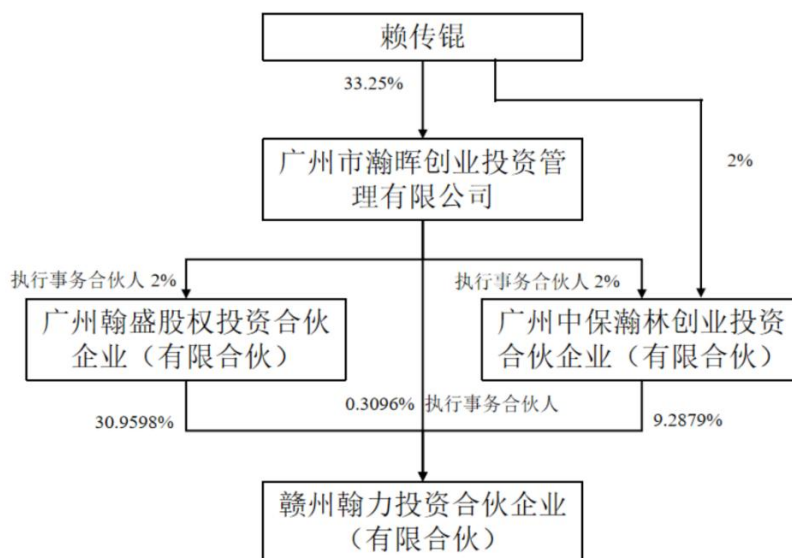 赖传锟
33.25%
广州市瀚晖创业投资管
理有限公司
2%
执行事务合伙人 2%
执行事务合伙人 2%
广州翰盛股权投资合伙
企业（有限合伙）
广州中保瀚林创业投资
合伙企业（有限合伙）
0.3096% 执行事务合伙人
30.9598%
9.2879%
赣州翰力投资合伙企业
（有限合伙）